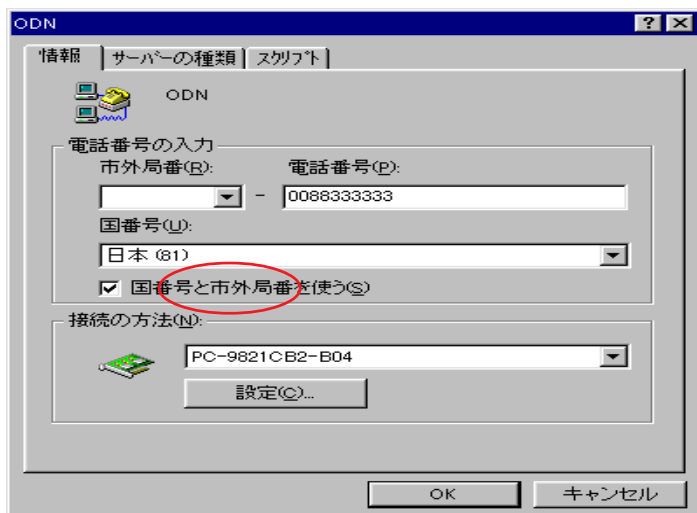 ODN
情報 サーバーの種類 スクリプト
ODN
電話番号の入力
市外局番(R): 電話番号(P):
- 0088333333
国番号(U):
日本 (81)
国番号と市外局番を使う(S)
接続の方法(N):
PC-9821CB2-B04
設定(C)...
OK キャンセル